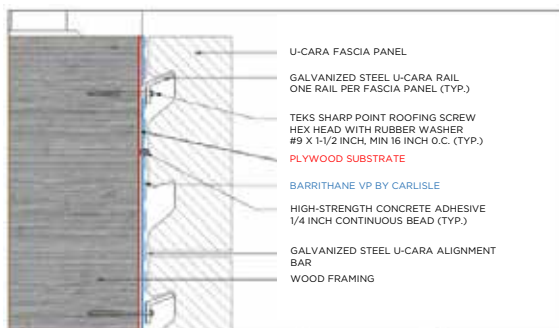 U-CARA FASCIA PANEL
GALVANIZED STEEL U-CARA RAIL
ONE RAIL PER FASCIA PANEL (TYP.)
TEKS SHARP POINT ROOFING SCREW
HEX HEAD WITH RUBBER WASHER
#9 X 1-1/2 INCH, MIN 16 INCH O.C. (TYP.)
PLYWOOD SUBSTRATE
BARRITHANE VP BY CARLISLE
HIGH-STRENGTH CONCRETE ADHESIVE
1/4 INCH CONTINUOUS BEAD (TYP.)
GALVANIZED STEEL U-CARA ALIGNMENT
BAR
WOOD FRAMING